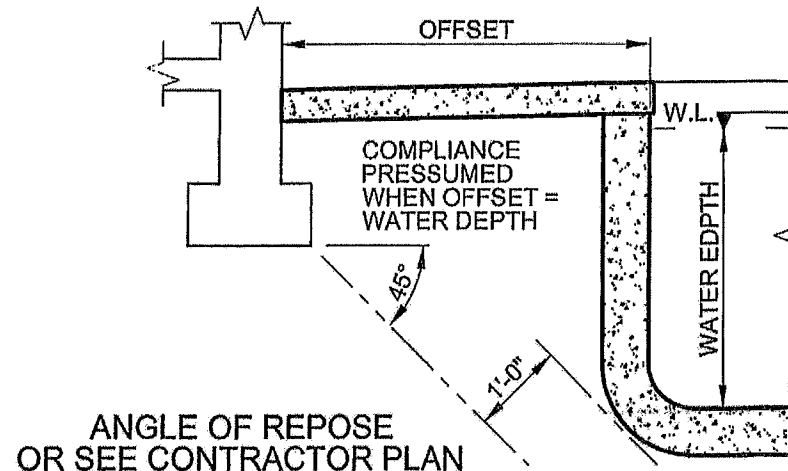 OFFSET
W.L.
COMPLIANCE
PRESSUMED
WHEN OFFSET =
WATER DEPTH
WATER EDPTH
45°
1'-0"
ANGLE OF REPOSE
OR SEE CONTRACTOR PLAN